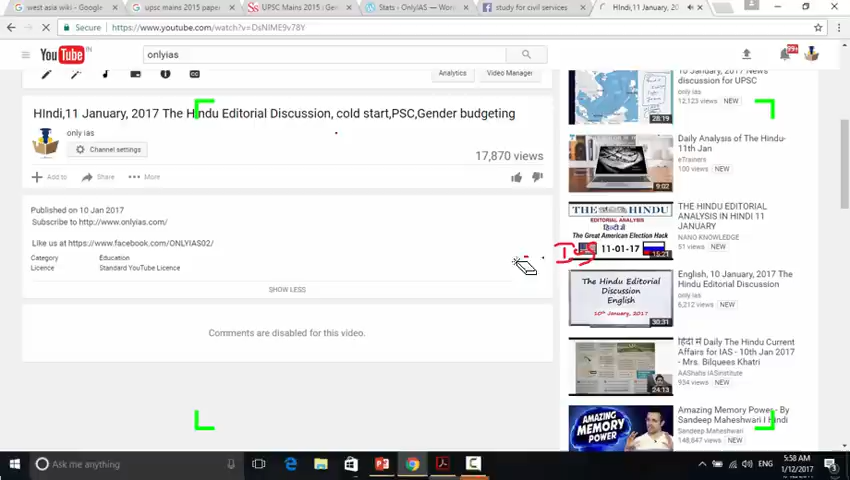 west asia wiki - Google
upsc mains 2015 paper
UPSC Mains 2015 | Gen
Stats - OnlyIAS — Wor
study for civil services
HIndi,11 January, 20
Secure
https://www.youtube.com/watch?v=DsNIME9v78Y
YouTube
IN
onlyias
99+
Analytics
Video Manager
HIndi,11 January, 2017 The Hindu Editorial Discussion, cold start,PSC,Gender budgeting
only ias
Channel settings
17,870 views
Add to
Share
More
Published on 10 Jan 2017
Subscribe to http://www.onlyias.com/
Like us at https://www.facebook.com/ONLYIAS02/
Category
Education
Licence
Standard YouTube Licence
SHOW LESS
Comments are disabled for this video.
10 January, 2017 News
discussion for UPSC
only ias
12,123 views NEW
28:19
Daily Analysis of The Hindu-
11th Jan
eTrainers
100 views NEW
9:02
THE HINDU
EDITORIAL ANALYSIS
हिन्दी में
The Great American Election Hack
11-01-17
15:21
THE HINDU EDITORIAL
ANALYSIS IN HINDI 11
JANUARY
NANO KNOWLEDGE
51 views NEW
The Hindu Editorial
Discussion
English
10th January, 2017
30:31
English, 10 January, 2017 The
Hindu Editorial Discussion
only ias
6,212 views NEW
24:13
हिंदी में Daily The Hindu Current
Affairs for IAS - 10th Jan 2017
- Mrs. Bilquees Khatri
AAShahs IASinstitute
954 views NEW
AMAZING
MEMORY
POWER
Amazing Memory Power - By
Sandeep Maheshwari I Hindi
Sandeep Maheshwari
148,647 views NEW
Ask me anything
ENG
5:58 AM
1/12/2017